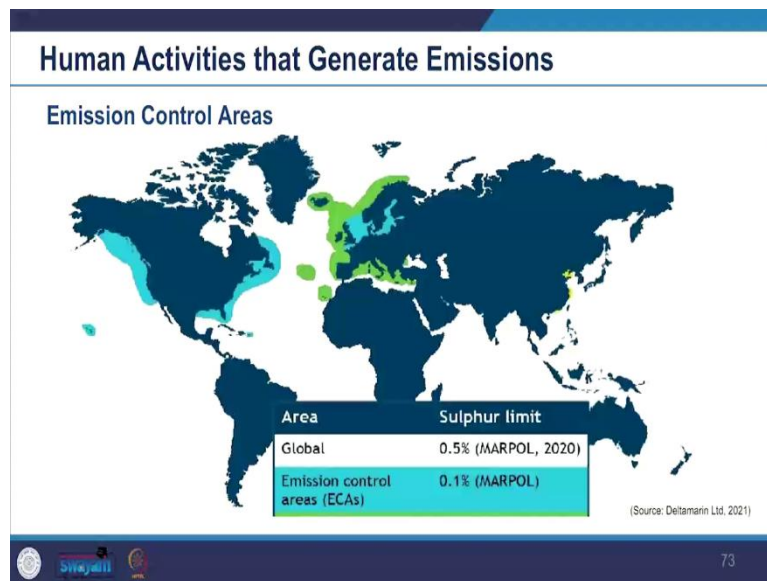 Human Activities that Generate Emissions
Emission Control Areas
Area Sulphur limit
Global 0.5% (MARPOL, 2020)
Emission control 0.1% (MARPOL)
areas (ECAs)
(Source: Deltamarin Ltd, 2021)
swayam
73